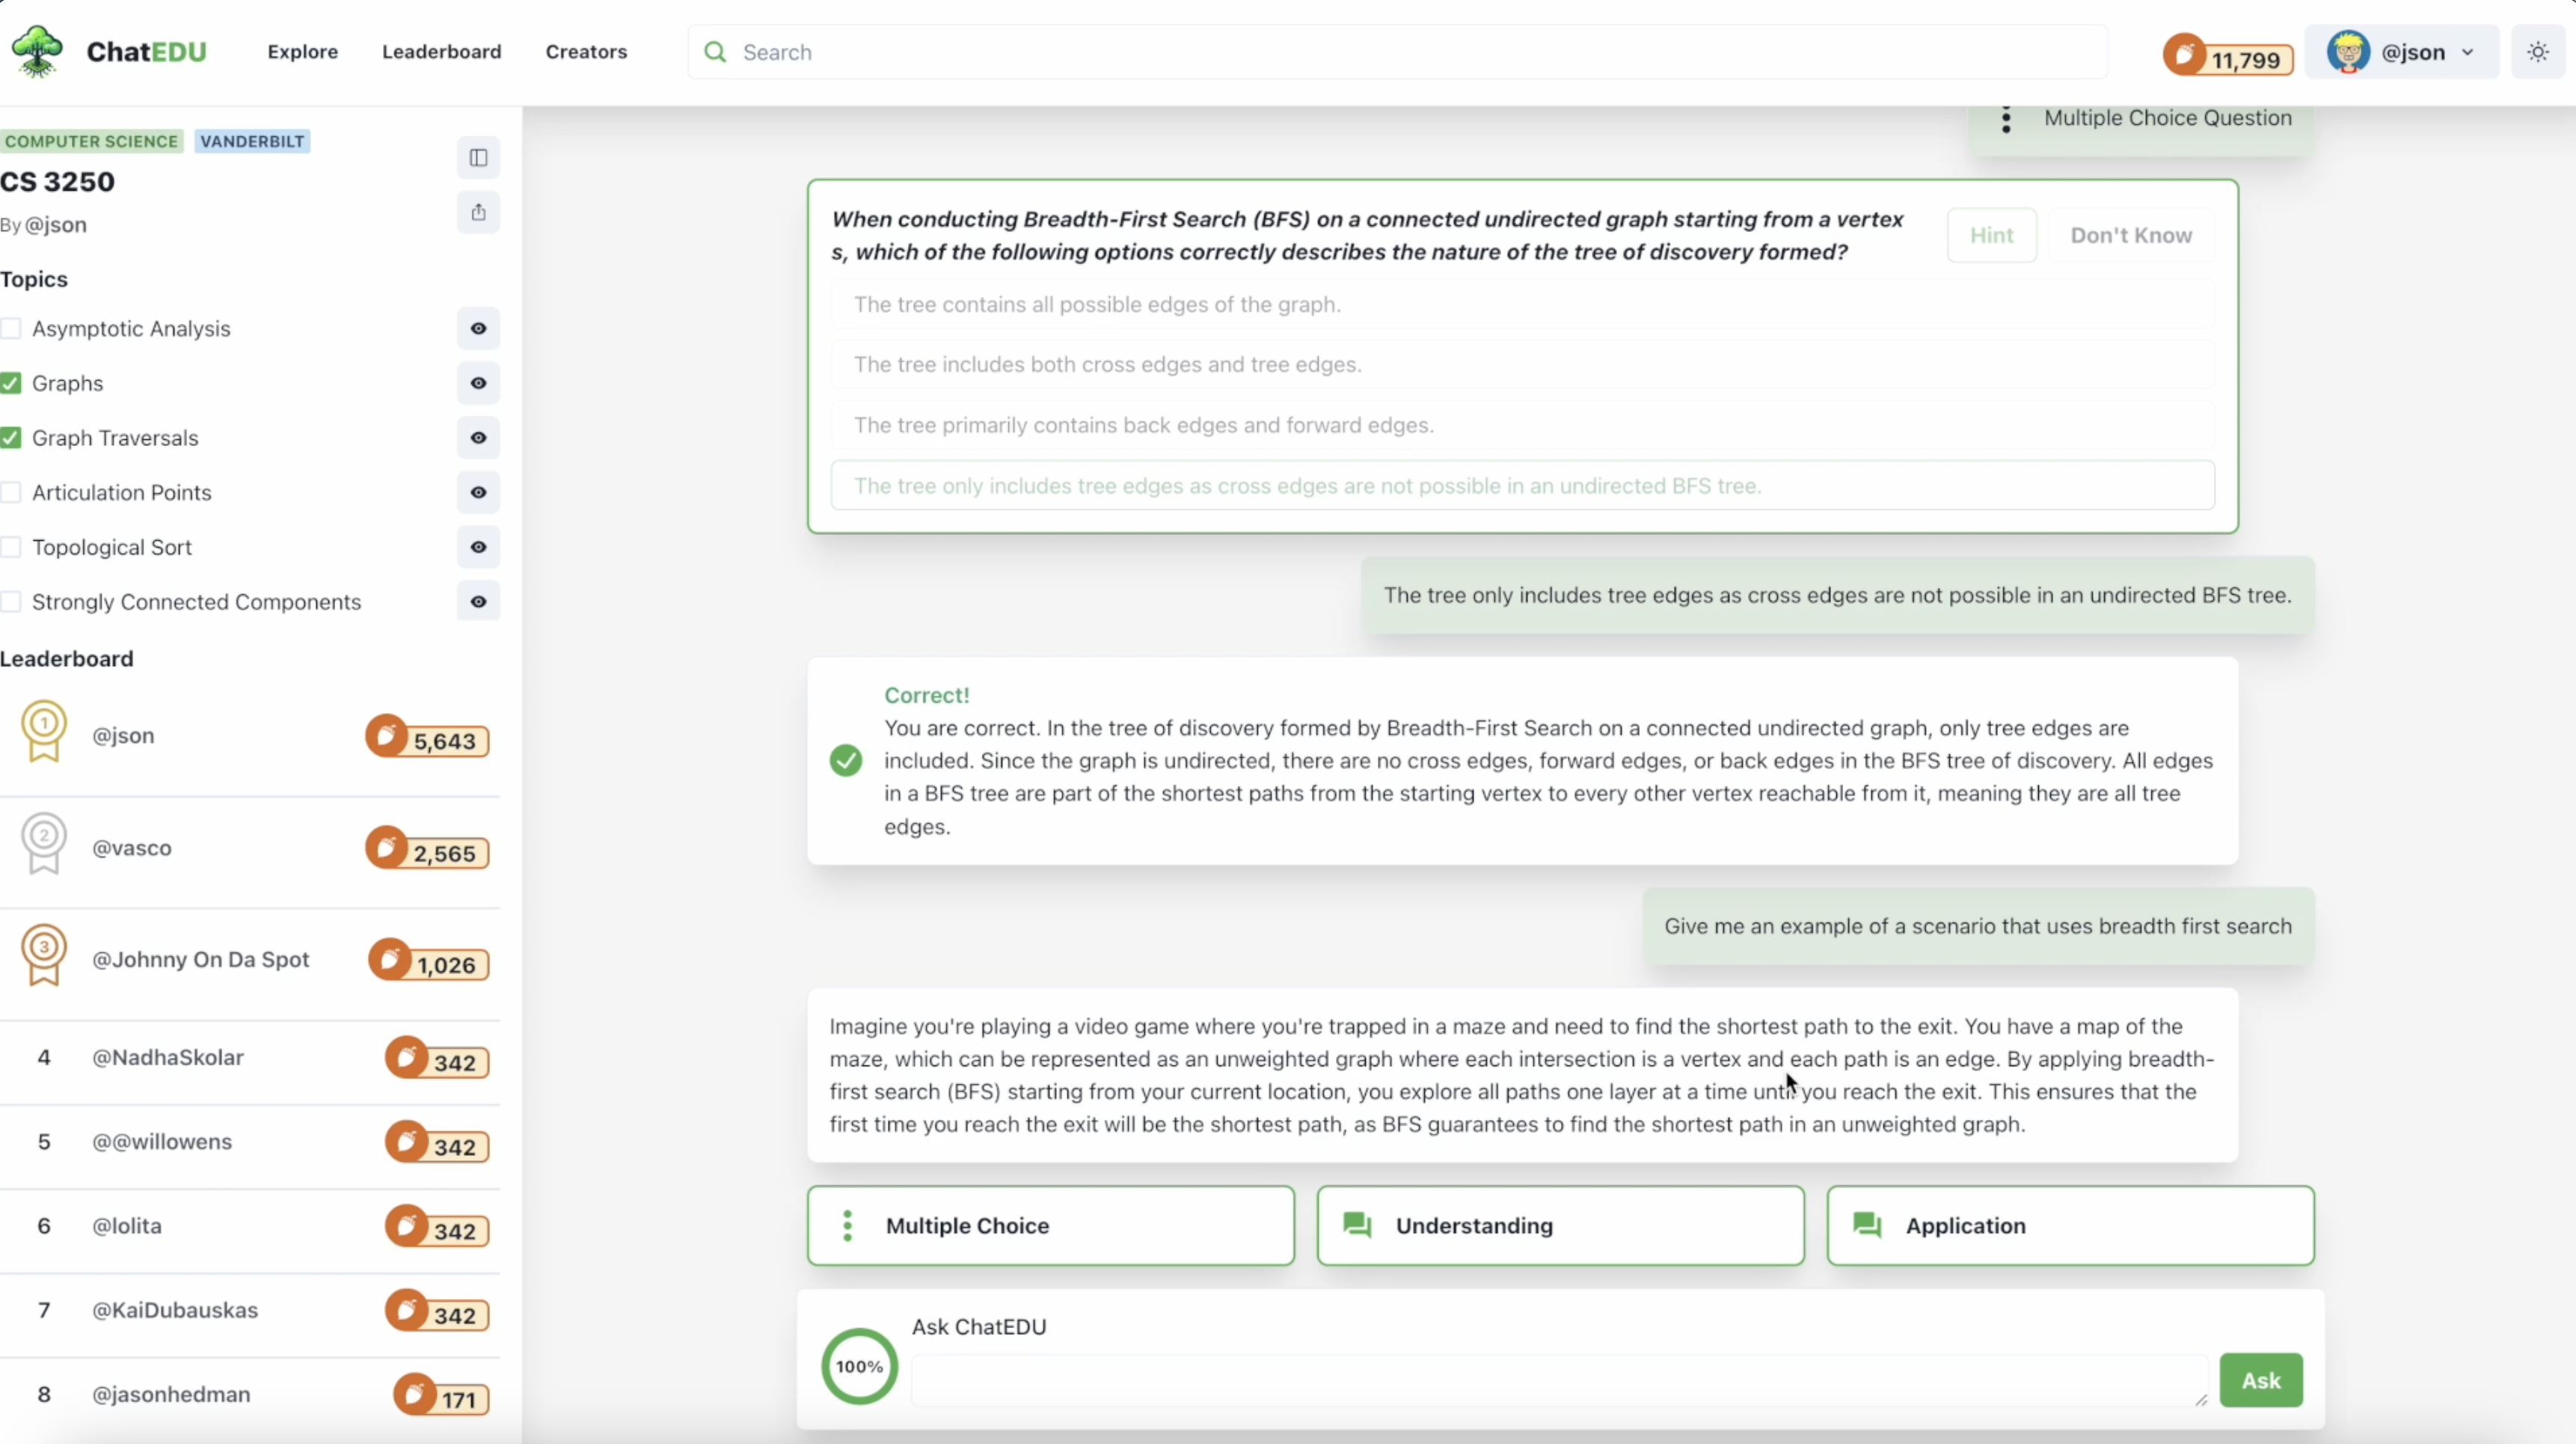 ChatEDU
Explore
Leaderboard
Creators
Search
11,799
@json
COMPUTER SCIENCE
VANDERBILT
CS 3250
By @json
Topics
Asymptotic Analysis
Graphs
Graph Traversals
Articulation Points
Topological Sort
Strongly Connected Components
Leaderboard
1 @json 5,643
2 @vasco 2,565
3 @Johnny On Da Spot 1,026
4 @NadhaSkolar 342
5 @@willowens 342
6 @lolita 342
7 @KaiDubauskas 342
8 @jasonhedman 171
Multiple Choice Question
When conducting Breadth-First Search (BFS) on a connected undirected graph starting from a vertex
s, which of the following options correctly describes the nature of the tree of discovery formed?
Hint
Don't Know
The tree contains all possible edges of the graph.
The tree includes both cross edges and tree edges.
The tree primarily contains back edges and forward edges.
The tree only includes tree edges as cross edges are not possible in an undirected BFS tree.
The tree only includes tree edges as cross edges are not possible in an undirected BFS tree.
Correct!
You are correct. In the tree of discovery formed by Breadth-First Search on a connected undirected graph, only tree edges are
included. Since the graph is undirected, there are no cross edges, forward edges, or back edges in the BFS tree of discovery. All edges
in a BFS tree are part of the shortest paths from the starting vertex to every other vertex reachable from it, meaning they are all tree
edges.
Give me an example of a scenario that uses breadth first search
Imagine you're playing a video game where you're trapped in a maze and need to find the shortest path to the exit. You have a map of the
maze, which can be represented as an unweighted graph where each intersection is a vertex and each path is an edge. By applying breadth-
first search (BFS) starting from your current location, you explore all paths one layer at a time until you reach the exit. This ensures that the
first time you reach the exit will be the shortest path, as BFS guarantees to find the shortest path in an unweighted graph.
Multiple Choice
Understanding
Application
Ask ChatEDU
100%
Ask